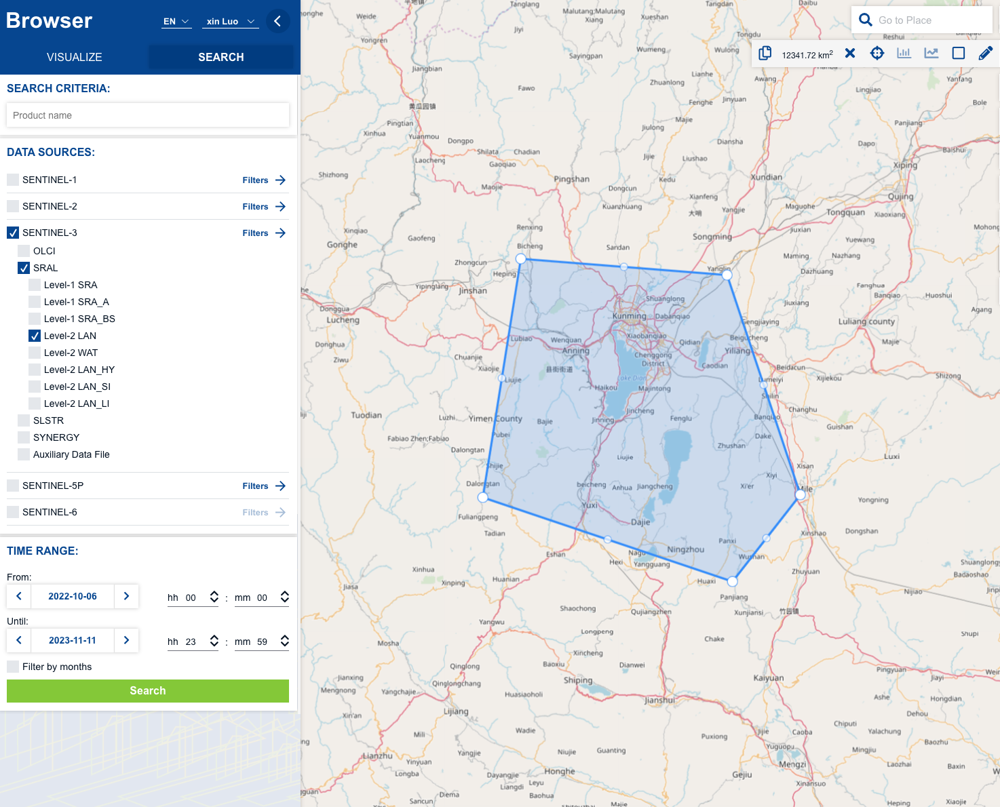 Browser
EN
xin Luo
VISUALIZE
SEARCH
SEARCH CRITERIA:
Product name
DATA SOURCES:
SENTINEL-1
Filters
SENTINEL-2
Filters
SENTINEL-3
Filters
OLCI
SRAL
Level-1 SRA
Level-1 SRA_A
Level-1 SRA_BS
Level-2 LAN
Level-2 WAT
Level-2 LAN_HY
Level-2 LAN_SI
Level-2 LAN_LI
SLSTR
SYNERGY
Auxiliary Data File
SENTINEL-5P
Filters
SENTINEL-6
Filters
TIME RANGE:
From:
2022-10-06
hh 00 : mm 00
Until:
2023-11-11
hh 23 : mm 59
Filter by months
Search
Go to Place
12341.72 km²
Tanglang
Malutang;Malutang
Tangdan
Daibu
Weide
Xiang
Xueshan
Jiyi
Tongdu
Yongren
Reshui
Wumeng
Wulong
Sayingpan
Jiangbian
Lianhe
Awang
Yanfang
Zhuanlong
Fawo
Lingjiao
Fenghe
Jinyuan
Bole
黄瓜园镇
Pingtian
Majie
Panjiang
Jiulong
Xinhua
Yuanmou
Dongpo
Diansha
Dapo
Baishui
Shilata
Chadian
Jijie
Liushao
Laocheng
Gaoqiao
Xiping
Shizhong
Pingshan
Kedu
Xundian
Majie
Dongcun
Xianfeng
Qujing
Kuanzhuang
Yangjie
Maguohe
大哨
Tongquan
Xiaoxiang
Renxing
Mohong
Xinqiao
Gaofeng
Songming
Jiuxian
Yuewang
Gonghe
Bicheng
Sandan
Maming
Nazhang
Zhongcun
Yanglin
Heping
Dazhuang
Yipinglang
Jinshan
Fanghua
Banqiao
Huoshui
Shuanglong
Jiuxiang
Donggua
Kunming
Dabanqiao
Agang
Lucheng
Gengjiaying
Luliang county
Lubiao
Wenquan
Xiaobanqiao
Beigucheng
Majie
Donghua
Anning
Qidian
Yiliang
Ziwu
Chuanjie
Chenggong
District
Caodian
Xiaojie
县街街道
Beidacun
Shizong
Liujie
Lake Dian
Lumeiyi
Xijiekou
Haikou
Majintong
Shilin
Tuodian
Luzhi
Yimen County
Jincheng
Banqiao
Changhu
Bajie
Jinning
Fenglu
Guishan
Fabiao Zhen;Fabiao
Pubei
Dake
Dalongtan
Zhushan
Liujie
Luxi
Shijie
Xiyi
Xisan
Dalongtan
beicheng
Anhua
Jiangcheng
Xi'er
Mile
Yuxi
Yongning
Fuliangpeng
Dajie
Tadian
Xinshao
Dongshan
Panxi
Ningzhou
Eshan
Nagu
Wushan
Hexi
Yangguang
Xinhua
Zhuyuan
Badaoshao
Jiasa
Xinping
Huanian
Huaxi
Nijiao
Panjiang
竹园镇
Shaochong
Qujiangzhen
Xunjiansi
Yangwu
Longpeng
Chake
Shupi
Mosha
Xincheng
Qinglong
Baoxiu
Dianwei
Pingyuan
Jianxing
Qinglongchang
Shiping
Kaiyuan
Jiayi
Mengnong
Yangchajie
Huasiaoholi
Jianshui
Ashe
Hongdian
Xin'an
Lijiang
Dehou
Chiputi
Mili
Wadie
Jijie
Caoba
Yalachung
Puxiong
Baozhu
Yuguopu
Mingjiu
Lianzhu
Yangjie
Niujie
Guanting
Yinyuan
Mengzi
Laozhai
Baxin
Longba
Dayangjie
Honghe
Gejiu
Xinansuo
Leyu
Langdi
Baohua
Diema
Majie
Xiaojie